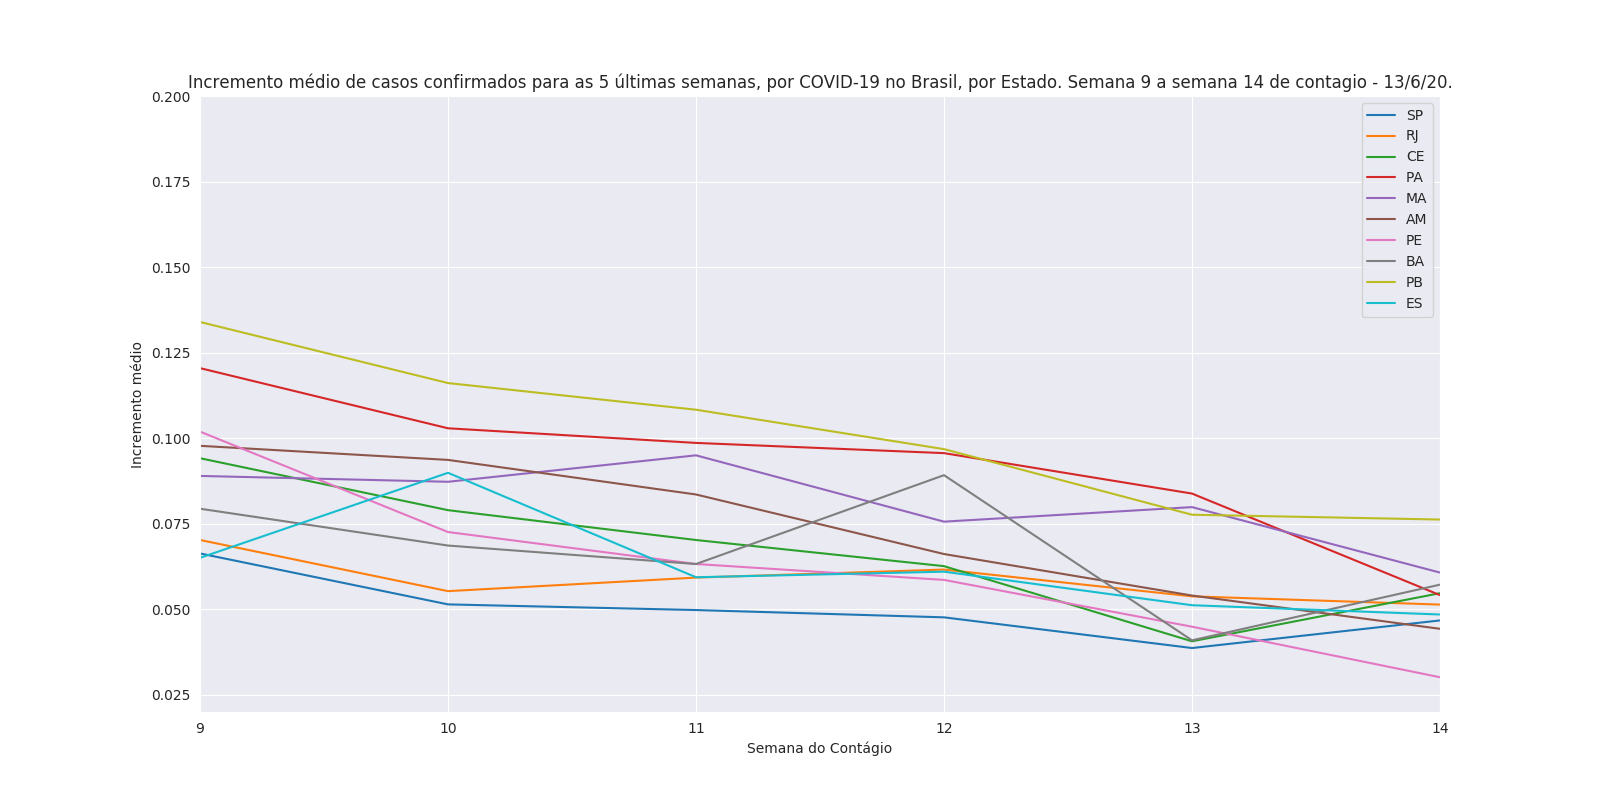 Incremento médio de casos confirmados para as 5 últimas semanas, por COVID-19 no Brasil, por Estado. Semana 9 a semana 14 de contagio - 13/6/20.
0.200
0.175
0.150
0.125
0.100
0.075
0.050
0.025
Incremento médio
9 10 11 12 13 14
Semana do Contágio
SP
RJ
CE
PA
MA
AM
PE
BA
PB
ES